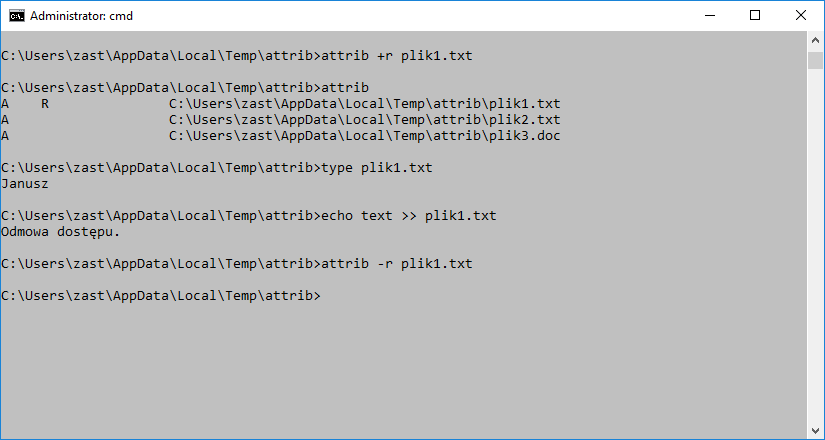 Administrator: cmd
C:\Users\zast\AppData\Local\Temp\attrib>attrib +r plik1.txt
C:\Users\zast\AppData\Local\Temp\attrib>attrib
A    R               C:\Users\zast\AppData\Local\Temp\attrib\plik1.txt
A                    C:\Users\zast\AppData\Local\Temp\attrib\plik2.txt
A                    C:\Users\zast\AppData\Local\Temp\attrib\plik3.doc
C:\Users\zast\AppData\Local\Temp\attrib>type plik1.txt
Janusz
C:\Users\zast\AppData\Local\Temp\attrib>echo text >> plik1.txt
Odmowa dostępu.
C:\Users\zast\AppData\Local\Temp\attrib>attrib -r plik1.txt
C:\Users\zast\AppData\Local\Temp\attrib>